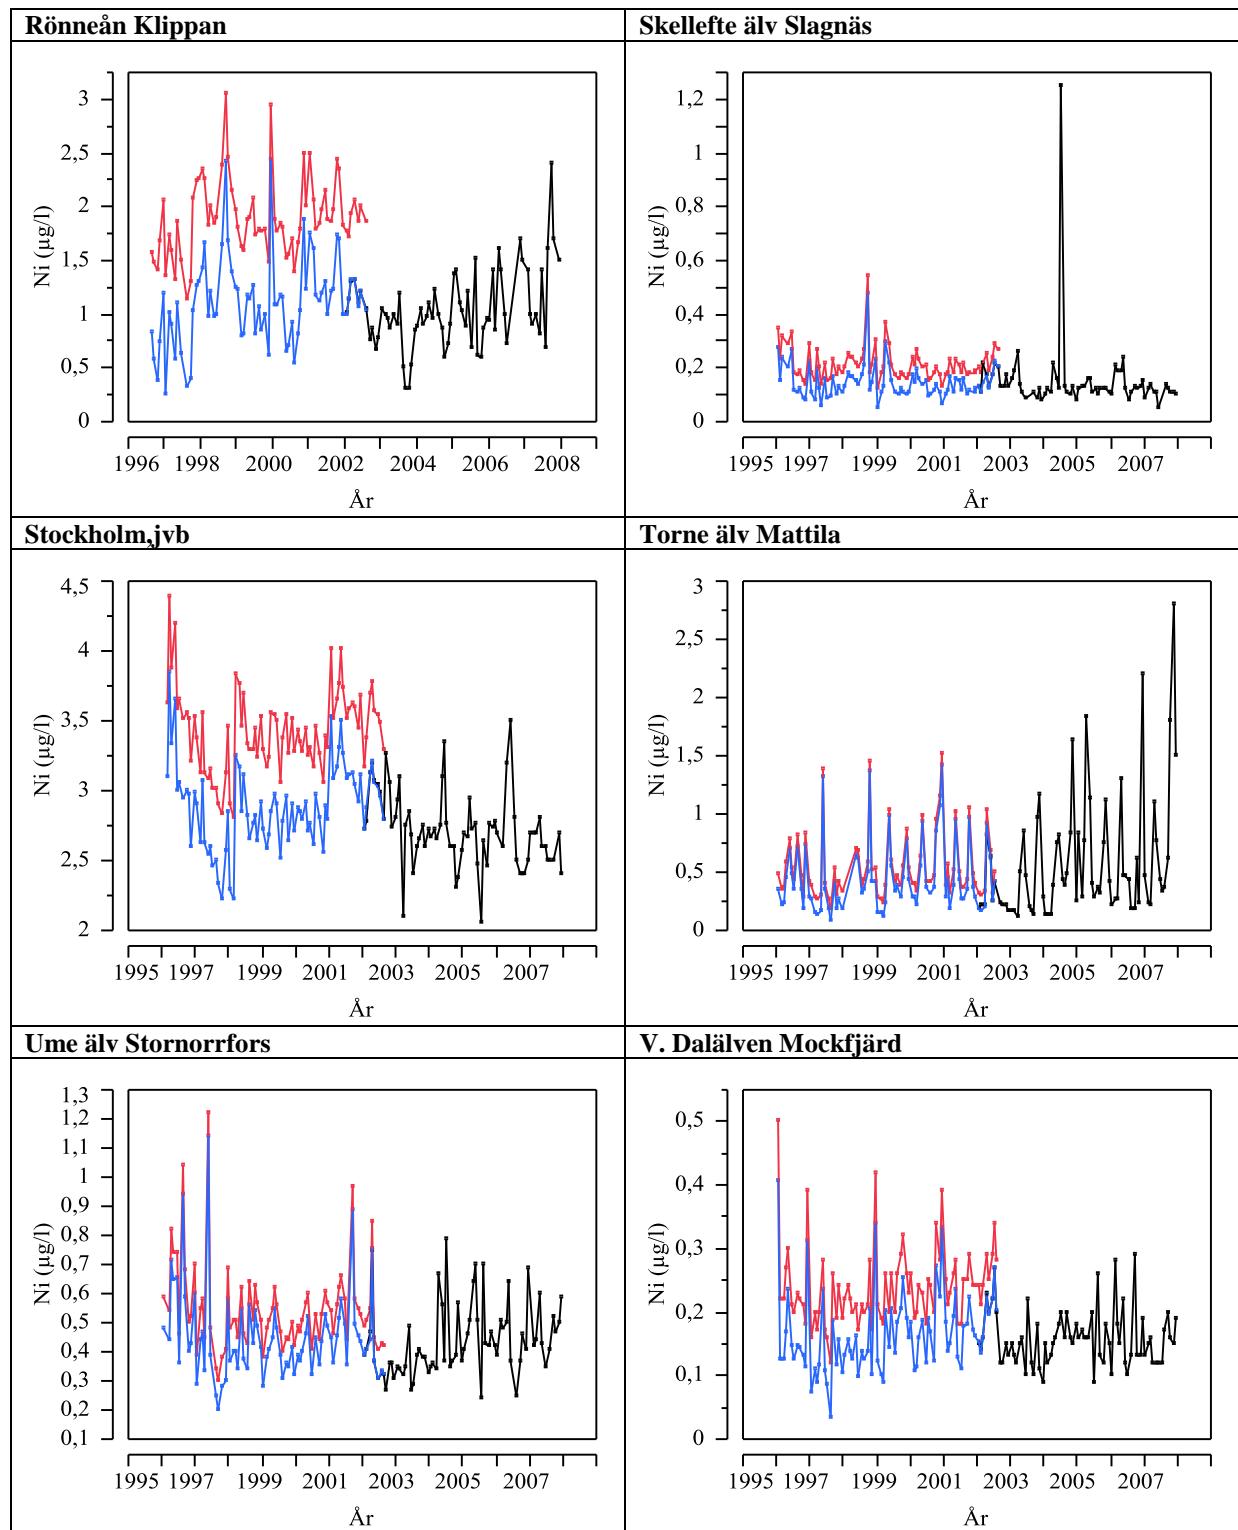 Rönneån Klippan
Skellefte älv Slagnäs
3
2,5
2
1,5
1
0,5
0
Ni (µg/l)
1996 1998 2000 2002 2004 2006 2008
År
1,2
1
0,8
0,6
0,4
0,2
0
Ni (µg/l)
1995 1997 1999 2001 2003 2005 2007
År
Stockholm,jvb
Torne älv Mattila
4,5
4
3,5
3
2,5
2
Ni (µg/l)
1995 1997 1999 2001 2003 2005 2007
År
3
2,5
2
1,5
1
0,5
0
Ni (µg/l)
1995 1997 1999 2001 2003 2005 2007
År
Ume älv Stornorrfors
V. Dalälven Mockfjärd
1,3
1,2
1,1
1
0,9
0,8
0,7
0,6
0,5
0,4
0,3
0,2
0,1
Ni (µg/l)
1995 1997 1999 2001 2003 2005 2007
År
0,5
0,4
0,3
0,2
0,1
0
Ni (µg/l)
1995 1997 1999 2001 2003 2005 2007
År